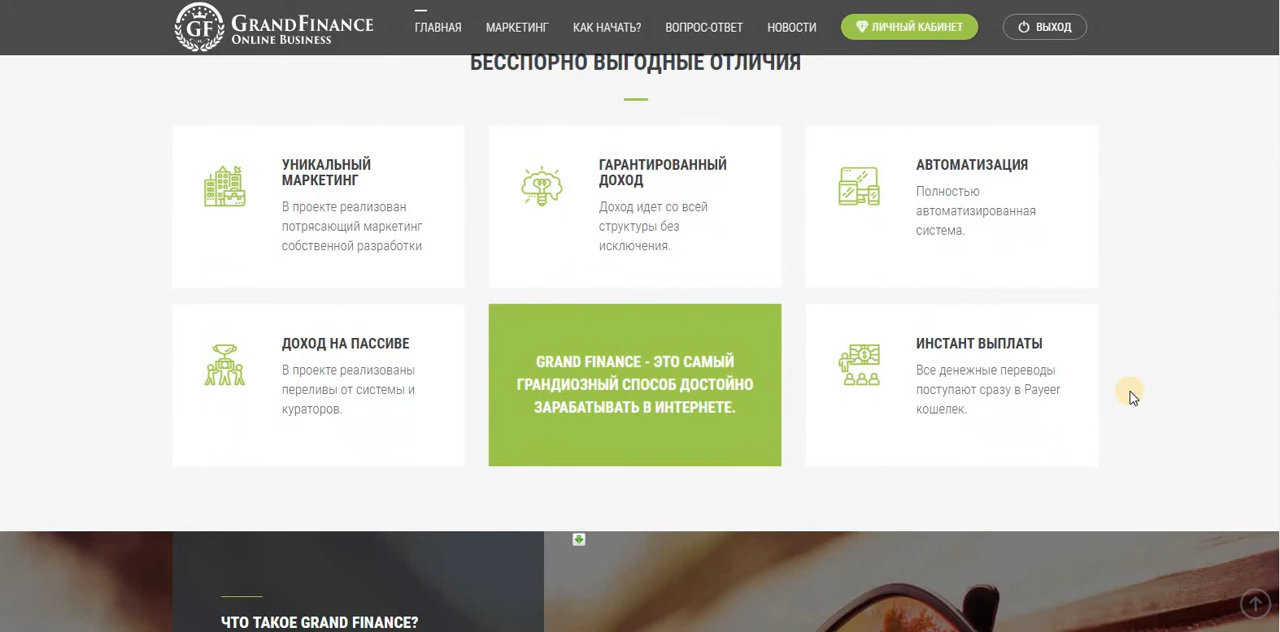 GF GRANDFINANCE
ONLINE BUSINESS
ГЛАВНАЯ МАРКЕТИНГ КАК НАЧАТЬ? ВОПРОС-ОТВЕТ НОВОСТИ ЛИЧНЫЙ КАБИНЕТ ВЫХОД
БЕССПОРНО ВЫГОДНЫЕ ОТЛИЧИЯ
УНИКАЛЬНЫЙ
МАРКЕТИНГ
В проекте реализован
потрясающий маркетинг
собственной разработки
ГАРАНТИРОВАННЫЙ
ДОХОД
Доход идет со всей
структуры без
исключения.
АВТОМАТИЗАЦИЯ
Полностью
автоматизированная
система.
ДОХОД НА ПАССИВЕ
В проекте реализованы
переливы от системы и
кураторов.
GRAND FINANCE - ЭТО САМЫЙ
ГРАНДИОЗНЫЙ СПОСОБ ДОСТОЙНО
ЗАРАБАТЫВАТЬ В ИНТЕРНЕТЕ.
ИНСТАНТ ВЫПЛАТЫ
Все денежные переводы
поступают сразу в Payeer
кошелек.
ЧТО ТАКОЕ GRAND FINANCE?